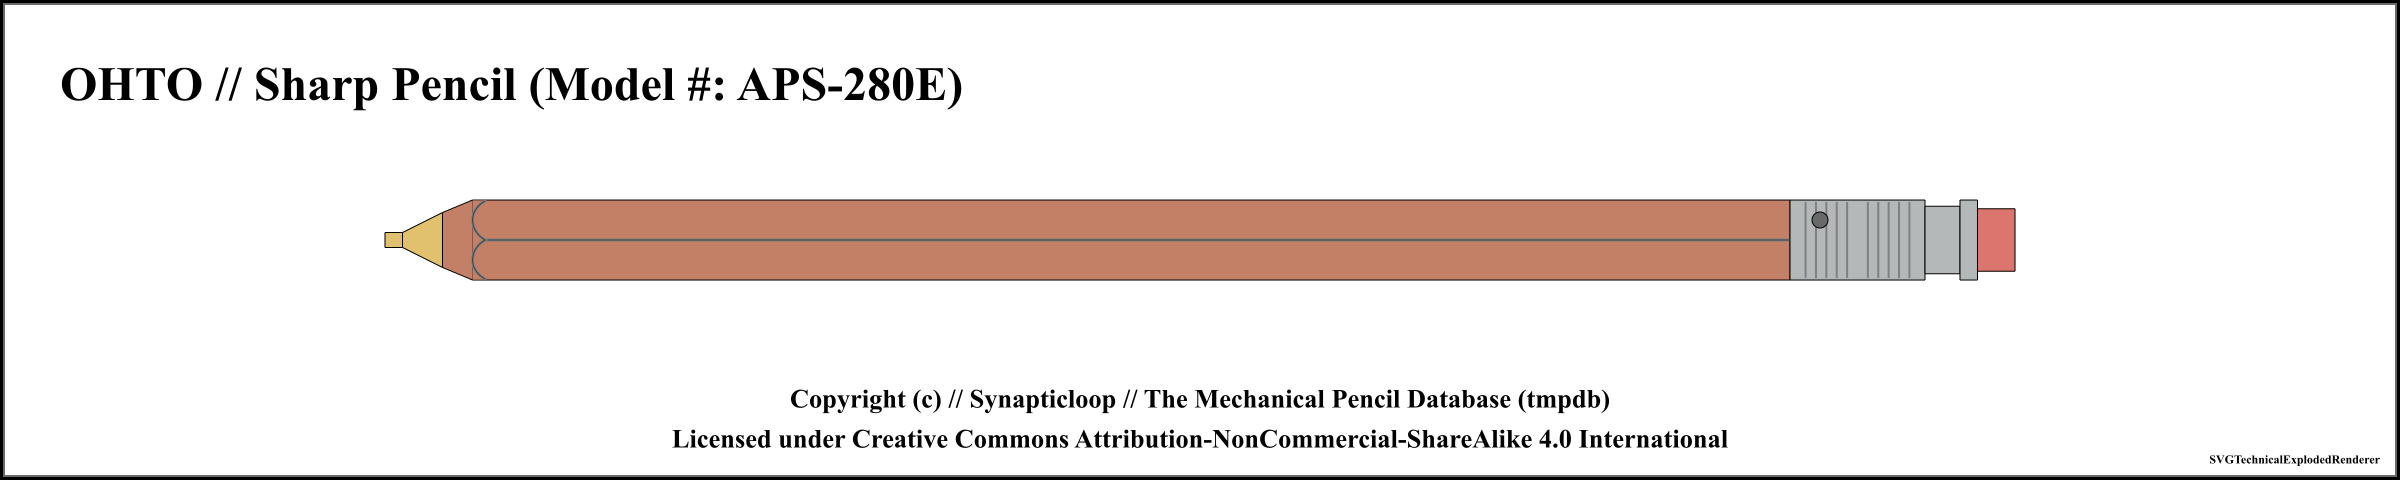 OHTO // Sharp Pencil (Model #: APS-280E)
Copyright (c) // Synapticloop // The Mechanical Pencil Database (tmpdb)
Licensed under Creative Commons Attribution-NonCommercial-ShareAlike 4.0 International
SVGTechnicalExplodedRenderer